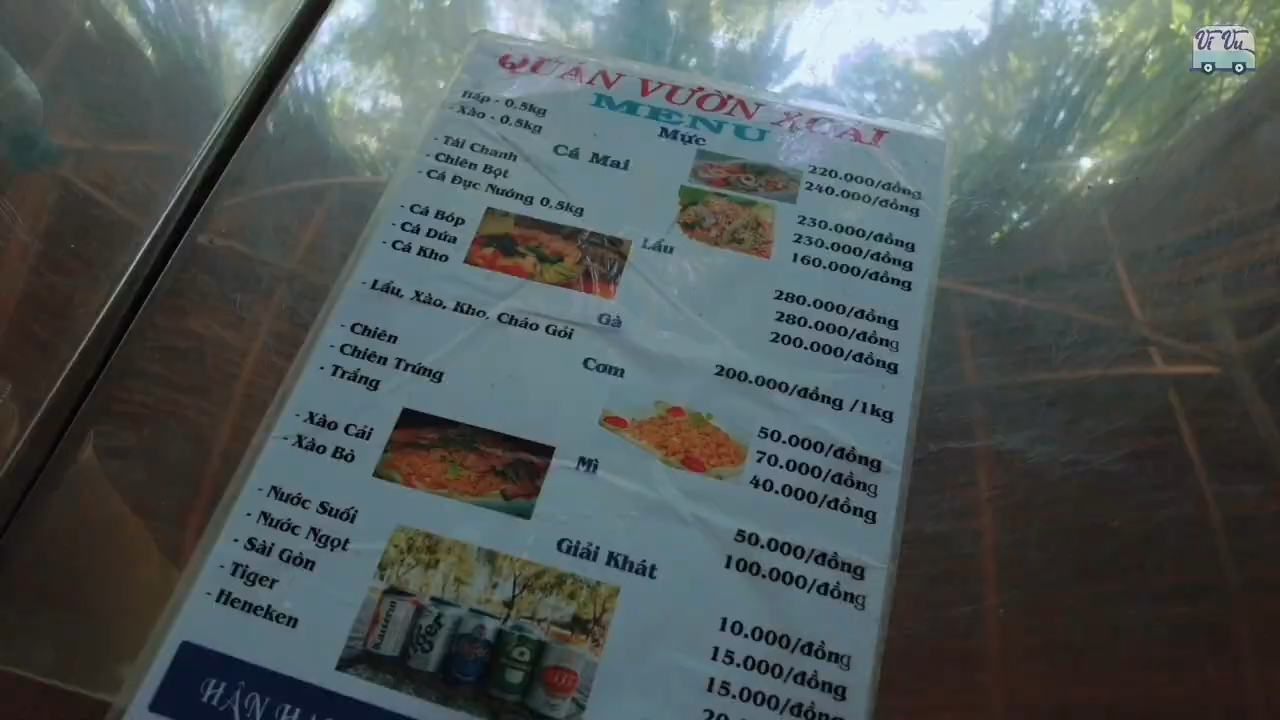 Vi Vu
QUÁN VƯỜN XOÀI
MENU
Mực
Hấp - 0.5kg 220.000/đồng
- Xào - 0.5kg 240.000/đồng
Cá Mai
- Tái Chanh 230.000/đồng
- Chiên Bột 230.000/đồng
- Cá Đục Nướng 0,5kg 160.000/đồng
Lẩu
- Cá Bóp 280.000/đồng
- Cá Dứa 280.000/đồng
- Cá Kho 200.000/đồng
Gà
- Lẩu, Xào, Kho, Cháo Gỏi 200.000/đồng /1kg
Cơm
- Chiên 50.000/đồng
- Chiên Trứng 70.000/đồng
- Trắng 40.000/đồng
Mì
- Xào Cải 50.000/đồng
- Xào Bò 100.000/đồng
Giải Khát
- Nước Suối 10.000/đồng
- Nước Ngọt 15.000/đồng
- Sài Gòn 15.000/đồng
- Tiger
- Heneken
HÂN